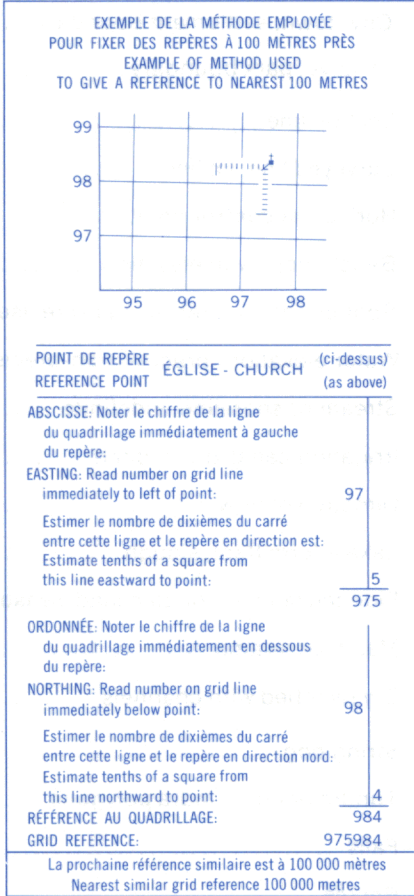 EXEMPLE DE LA MÉTHODE EMPLOYÉE
POUR FIXER DES REPÈRES À 100 MÈTRES PRÈS
EXAMPLE OF METHOD USED
TO GIVE A REFERENCE TO NEAREST 100 METRES
99
98
97
95 96 97 98
POINT DE REPÈRE
REFERENCE POINT
ÉGLISE - CHURCH
(ci-dessus)
(as above)
ABSCISSE: Noter le chiffre de la ligne
du quadrillage immédiatement à gauche
du repère:
EASTING: Read number on grid line
immediately to left of point: 97
Estimer le nombre de dixièmes du carré
entre cette ligne et le repère en direction est:
Estimate tenths of a square from
this line eastward to point: 5
975
ORDONNÉE: Noter le chiffre de la ligne
du quadrillage immédiatement en dessous
du repère:
NORTHING: Read number on grid line
immediately below point: 98
Estimer le nombre de dixièmes du carré
entre cette ligne et le repère en direction nord:
Estimate tenths of a square from
this line northward to point: 4
RÉFÉRENCE AU QUADRILLAGE: 984
GRID REFERENCE: 975984
La prochaine référence similaire est à 100 000 mètres
Nearest similar grid reference 100 000 metres